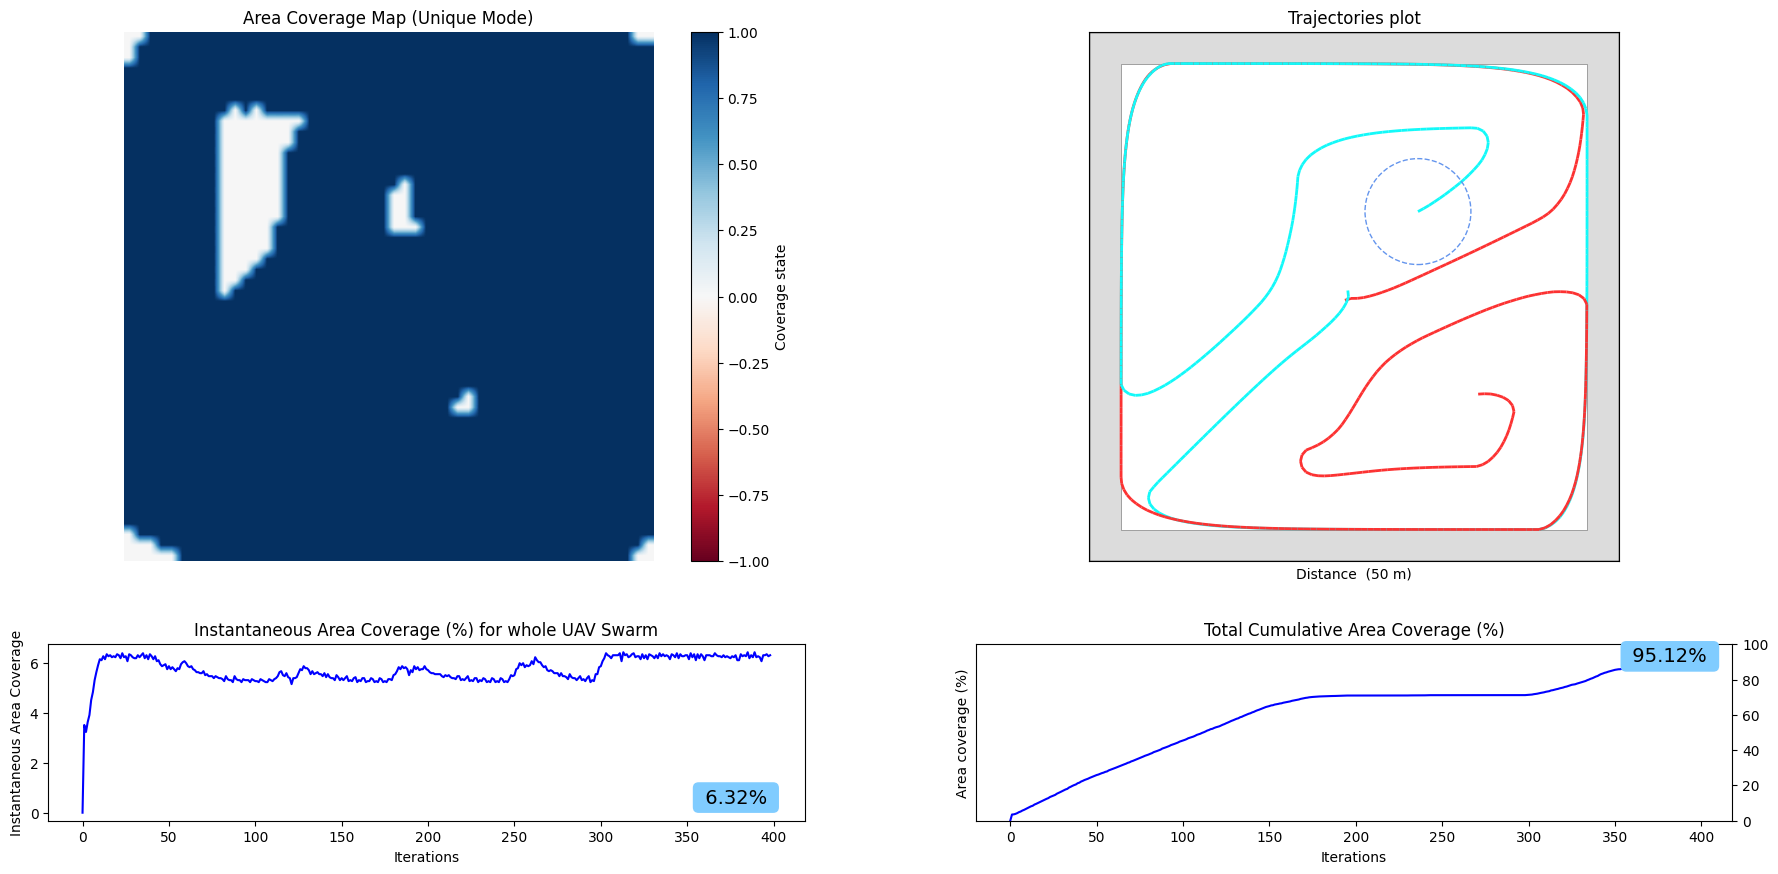 Area Coverage Map (Unique Mode)
1.00
0.75
0.50
0.25
0.00
−0.25
−0.50
−0.75
−1.00
Coverage state
Trajectories plot
Distance  (50 m)
Instantaneous Area Coverage (%) for whole UAV Swarm
Instantaneous Area Coverage
6
4
2
0
6.32%
0 50 100 150 200 250 300 350 400
Iterations
Total Cumulative Area Coverage (%)
Area coverage (%)
95.12%
100
80
60
40
20
0
0 50 100 150 200 250 300 350 400
Iterations